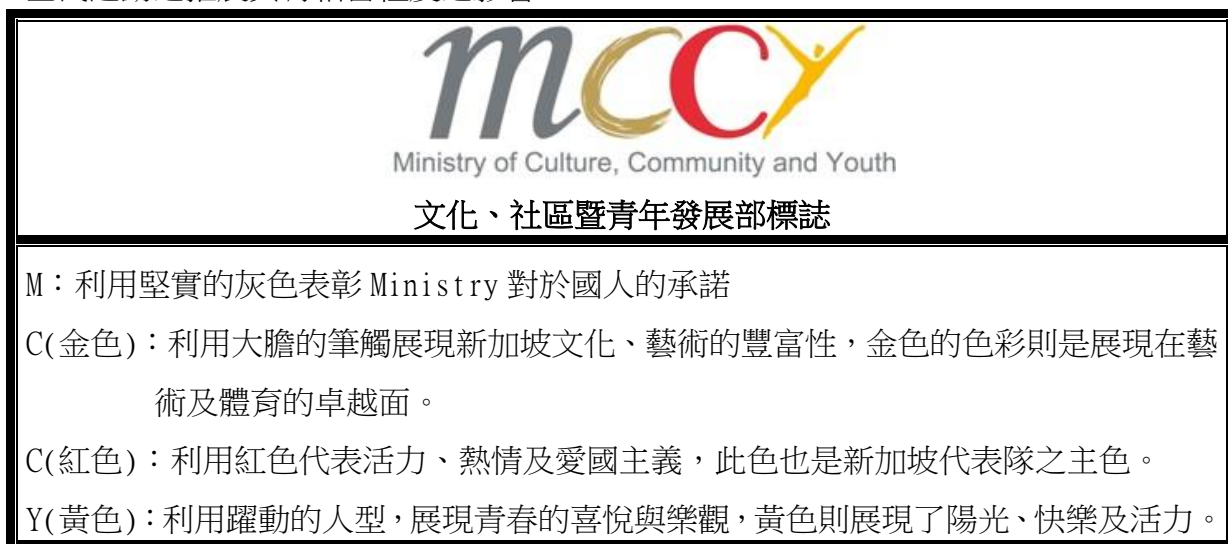 mccy
Ministry of Culture, Community and Youth
文化、社區暨青年發展部標誌
M：利用堅實的灰色表彰 Ministry 對於國人的承諾
C(金色)：利用大膽的筆觸展現新加坡文化、藝術的豐富性，金色的色彩則是展現在藝
術及體育的卓越面。
C(紅色)：利用紅色代表活力、熱情及愛國主義，此色也是新加坡代表隊之主色。
Y(黃色)：利用躍動的人型，展現青春的喜悅與樂觀，黃色則展現了陽光、快樂及活力。